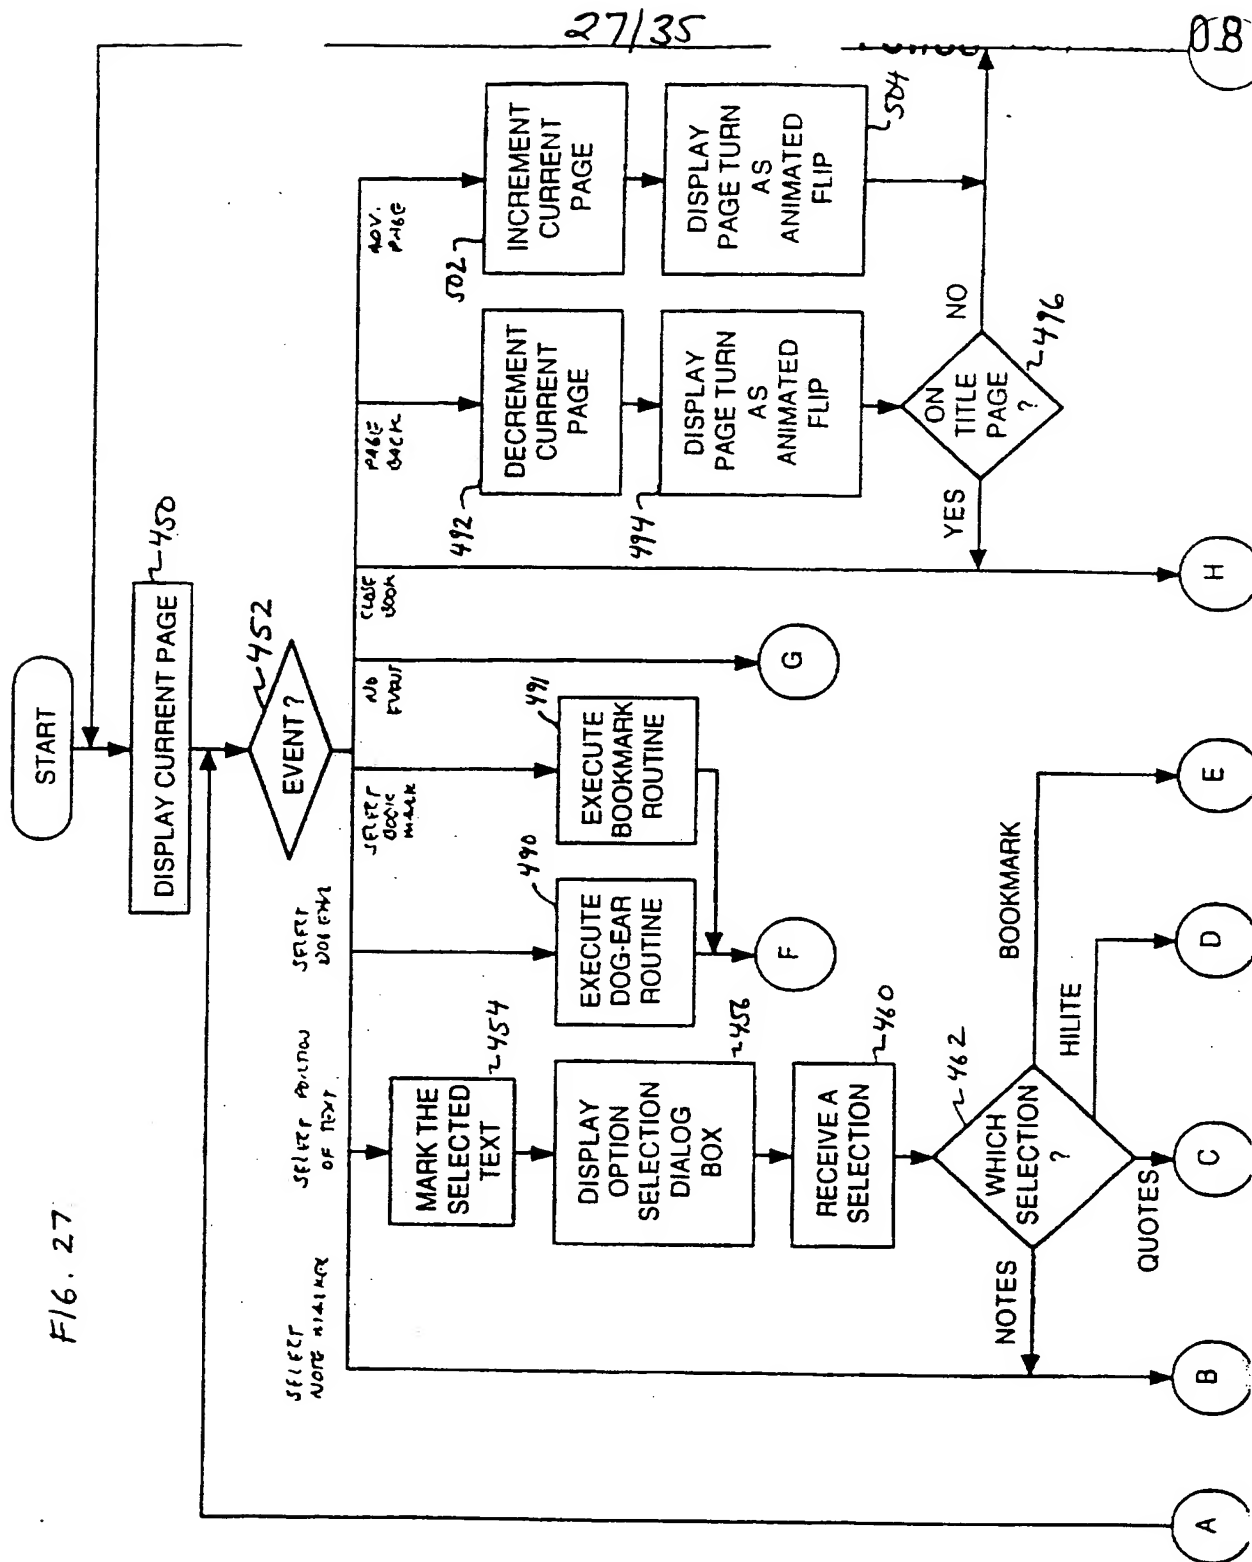 27/35
08
FIG. 27
START
DISPLAY CURRENT PAGE
450
EVENT ?
452
SELECT
NOTE MARKER
SELECT PORTION
OF TEXT
SELECT
DOG EAR
SELECT
BOOK
MARK
NO
EVENT
CLOSE
BOOK
PAGE
BACK
ADV.
PAGE
MARK THE
SELECTED
TEXT
454
DISPLAY
OPTION
SELECTION
DIALOG
BOX
456
RECEIVE A
SELECTION
460
WHICH
SELECTION
?
462
NOTES
QUOTES
HILITE
BOOKMARK
EXECUTE
DOG-EAR
ROUTINE
490
EXECUTE
BOOKMARK
ROUTINE
491
DECREMENT
CURRENT
PAGE
492
DISPLAY
PAGE TURN
AS
ANIMATED
FLIP
494
ON
TITLE
PAGE
?
496
YES
NO
INCREMENT
CURRENT
PAGE
502
DISPLAY
PAGE TURN
AS
ANIMATED
FLIP
504
A
B
C
D
E
F
G
H